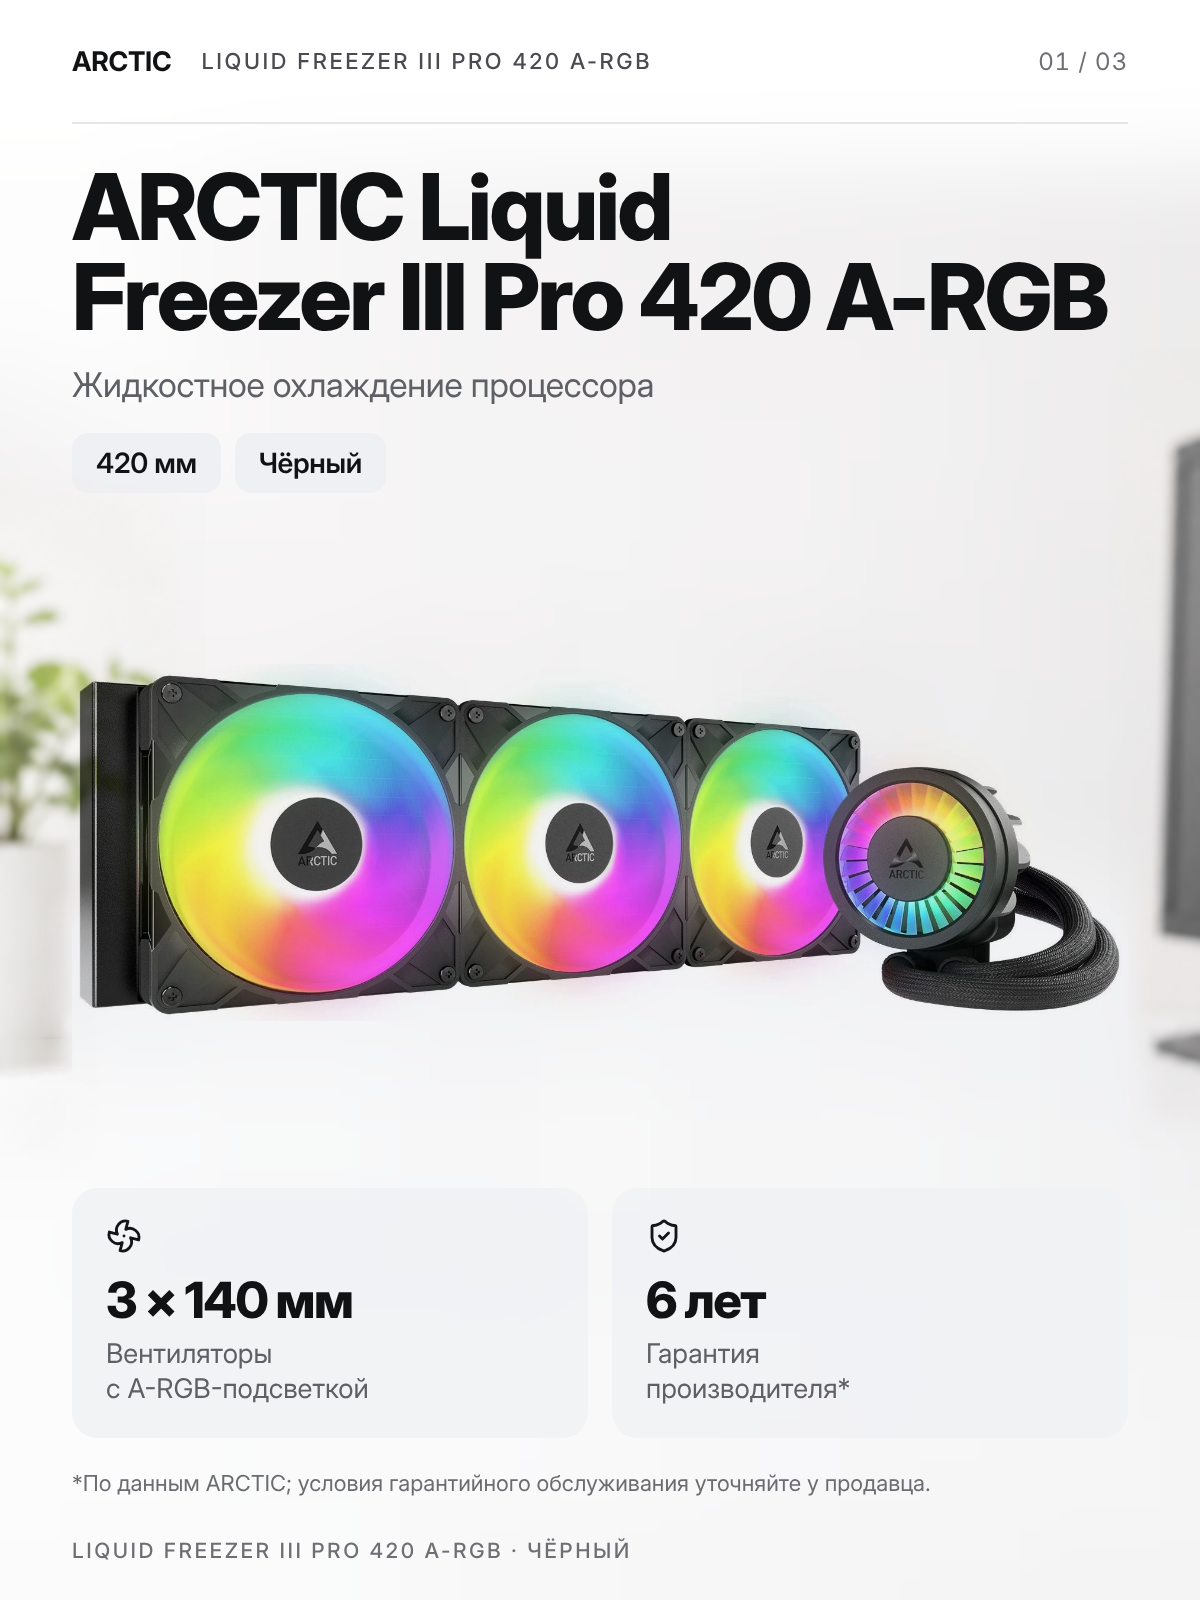 ARCTIC LIQUID FREEZER III PRO 420 A-RGB 01 / 03
ARCTIC Liquid
Freezer III Pro 420 A-RGB
Жидкостное охлаждение процессора
420 мм Чёрный
ARCTIC ARCTIC ARCTIC ARCTIC
3 × 140 мм 6 лет
Вентиляторы Гарантия
с A-RGB-подсветкой производителя*
*По данным ARCTIC; условия гарантийного обслуживания уточняйте у продавца.
LIQUID FREEZER III PRO 420 A-RGB · ЧЁРНЫЙ